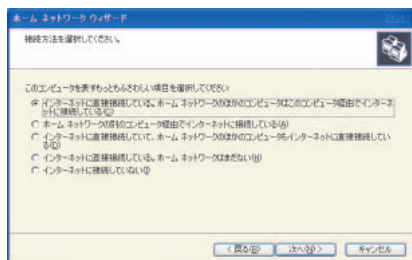 ホーム ネットワーク ウィザード
接続方法を選択してください。
このコンピュータを表すもっともふさわしい項目を選択してください
インターネットに直接接続している。ホーム ネットワークのほかのコンピュータはこのコンピュータ経由でインターネ
ットに接続している(C)
ホーム ネットワークの別のコンピュータ経由でインターネットに接続している(A)
インターネットに直接接続していて、ホーム ネットワークのほかのコンピュータもインターネットに直接接続してい
る(D)
インターネットに直接接続している。ホーム ネットワークはまだない(H)
インターネットに接続していない(I)
< 戻る(B)
次へ(N) >
キャンセル